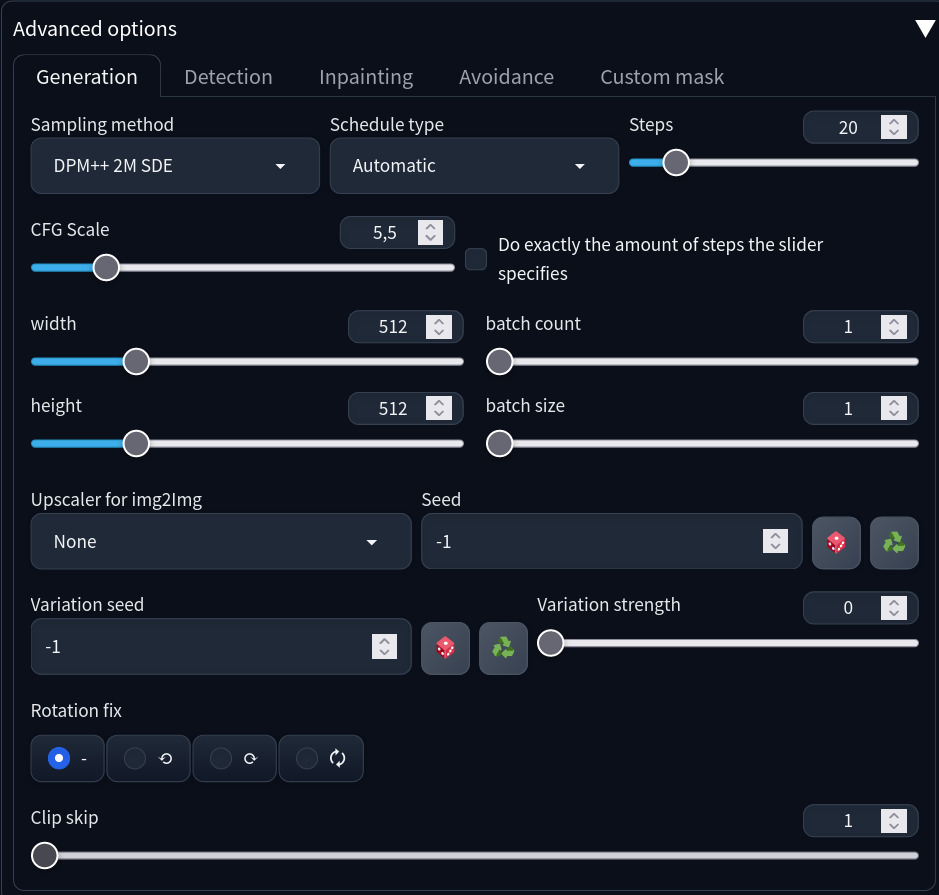 Advanced options
Generation Detection Inpainting Avoidance Custom mask
Sampling method Schedule type Steps 20
DPM++ 2M SDE Automatic
CFG Scale 5,5
Do exactly the amount of steps the slider
specifies
width 512 batch count 1
height 512 batch size 1
Upscaler for img2Img Seed
None -1
Variation seed Variation strength 0
-1
Rotation fix
-
Clip skip 1